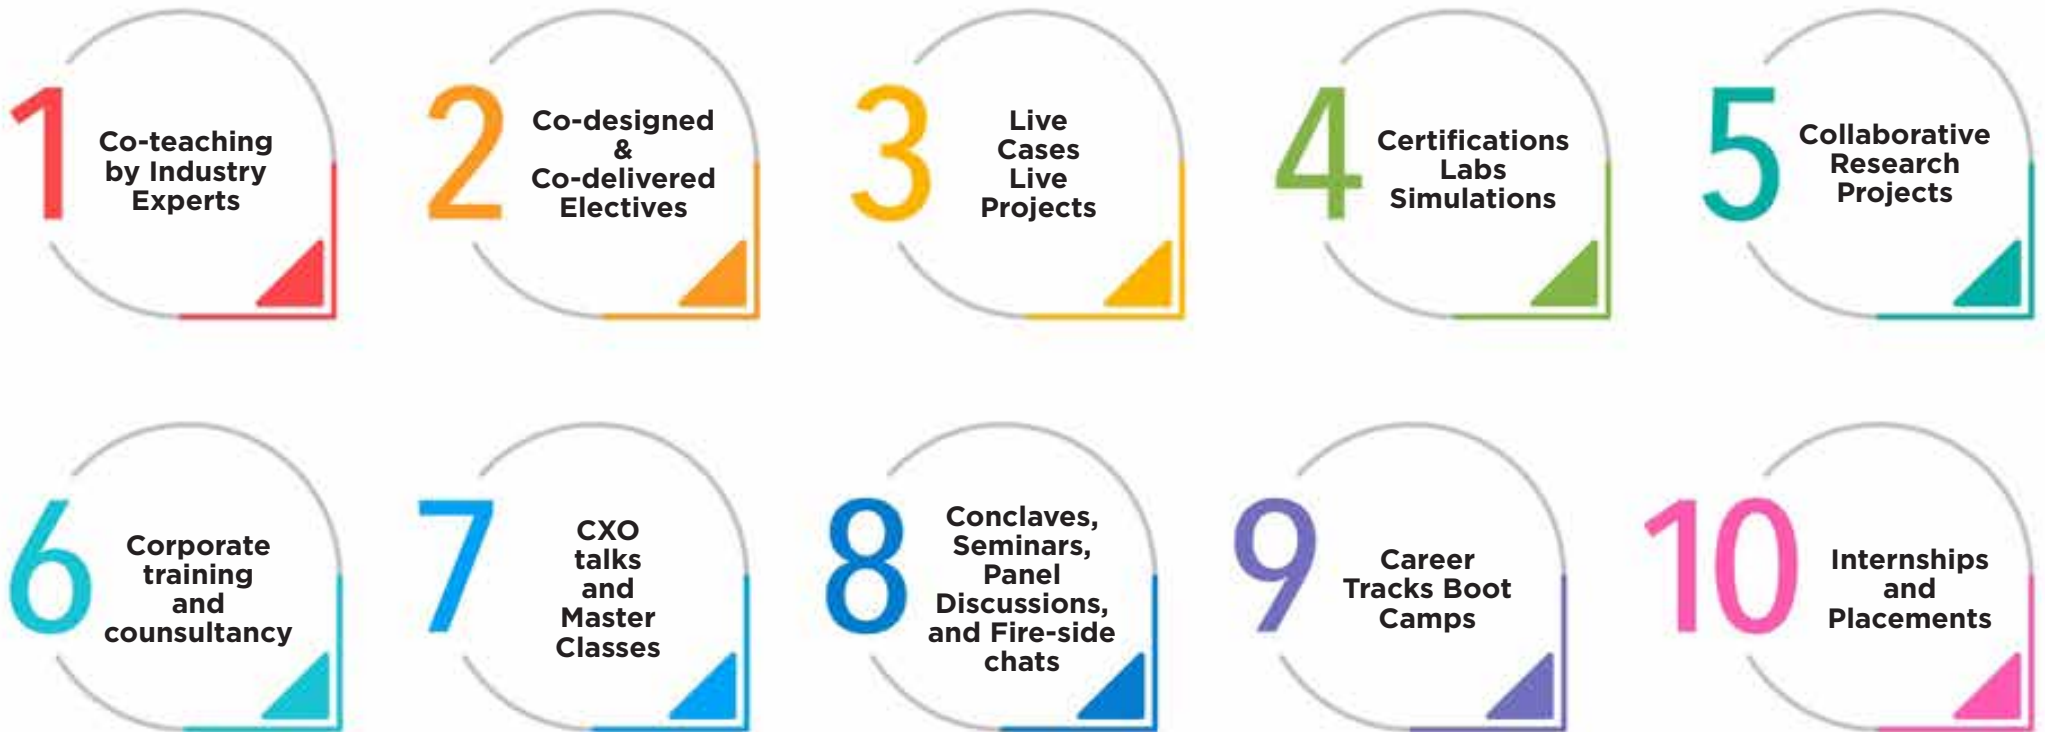 1
Co-teaching
by Industry
Experts
2
Co-designed
&
Co-delivered
Electives
3
Live
Cases
Live
Projects
4
Certifications
Labs
Simulations
5
Collaborative
Research
Projects
6
Corporate
training
and
counsultancy
7
CXO
talks
and
Master
Classes
8
Conclaves,
Seminars,
Panel
Discussions,
and Fire-side
chats
9
Career
Tracks Boot
Camps
10
Internships
and
Placements